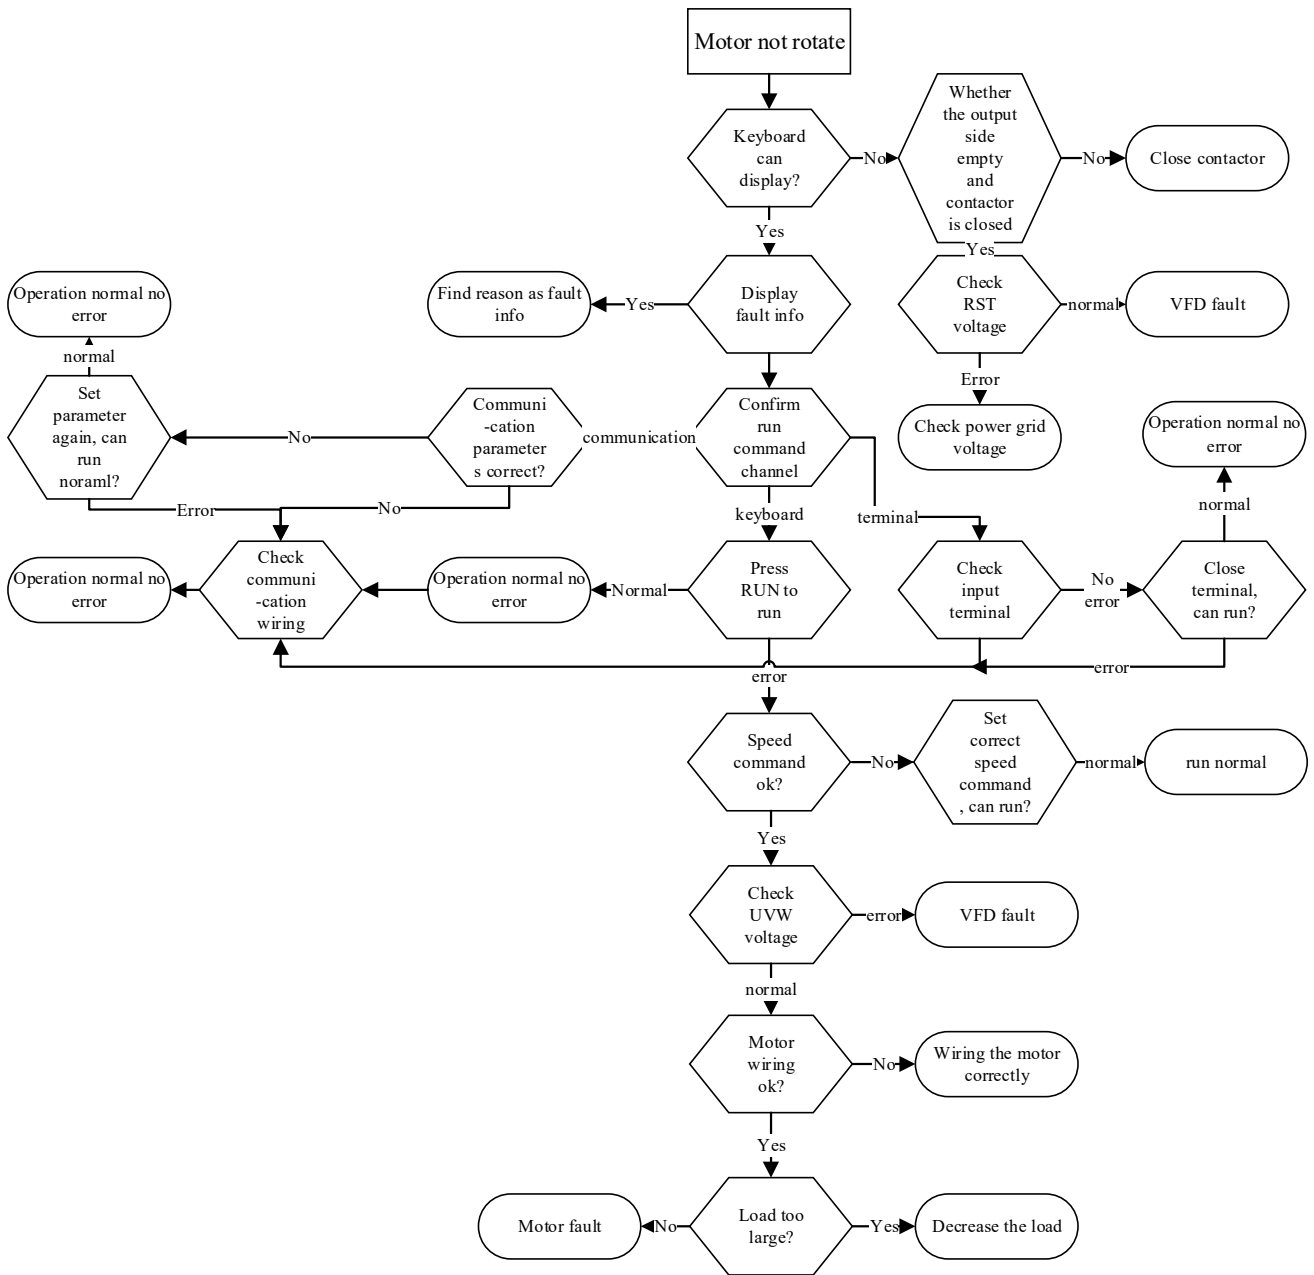 Motor not rotate
Keyboard
can
display?
No
Whether
the output
side
empty
and
contactor
is closed
No
Close contactor
Yes
Yes
Operation normal no
error
Find reason as fault
info
Yes
Display
fault info
Check
RST
voltage
normal
VFD fault
normal
Error
Set
parameter
again, can
run
noraml?
No
Communi
-cation
parameter
s correct?
communication
Confirm
run
command
channel
Check power grid
voltage
Operation normal no
error
Error
No
keyboard
terminal
normal
Operation normal no
error
Check
communi
-cation
wiring
Operation normal no
error
Normal
Press
RUN to
run
Check
input
terminal
No
error
Close
terminal,
can run?
error
error
Speed
command
ok?
No
Set
correct
speed
command
, can run?
normal
run normal
Yes
Check
UVW
voltage
error
VFD fault
normal
Motor
wiring
ok?
No
Wiring the motor
correctly
Yes
Motor fault
No
Load too
large?
Yes
Decrease the load